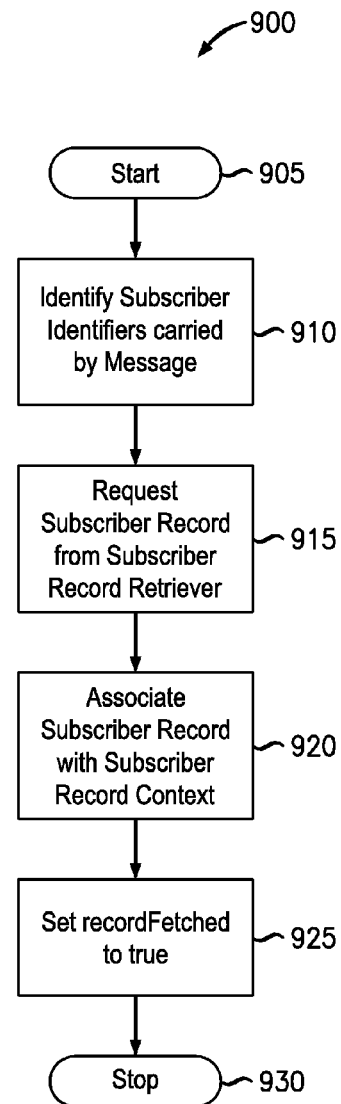 900
Start
905
Identify Subscriber
Identifiers carried
by Message
910
Request
Subscriber Record
from Subscriber
Record Retriever
915
Associate
Subscriber Record
with Subscriber
Record Context
920
Set recordFetched
to true
925
Stop
930